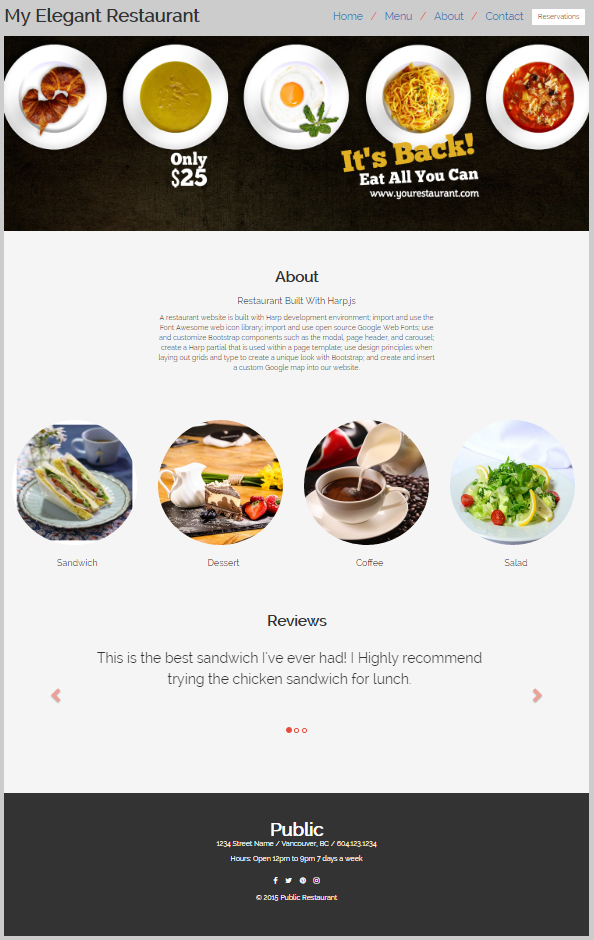 My Elegant Restaurant
Home / Menu / About / Contact Reservations
Only
$25
It's Back!
Eat All You Can
www.yourestaurant.com
About
Restaurant Built With Harp.js
A restaurant website is built with Harp development environment; import and use the
Font Awesome web icon library; import and use open source Google Web Fonts; use
and customize Bootstrap components such as the modal, page header, and carousel;
create a Harp partial that is used within a page template; use design principles when
laying out grids and type to create a unique look with Bootstrap; and create and insert
a custom Google map into our website.
Sandwich
Dessert
Coffee
Salad
Reviews
This is the best sandwich I've ever had! I Highly recommend
trying the chicken sandwich for lunch.
Public
1234 Street Name / Vancouver, BC / 604.123.1234
Hours: Open 12pm to 9pm 7 days a week
© 2015 Public Restaurant